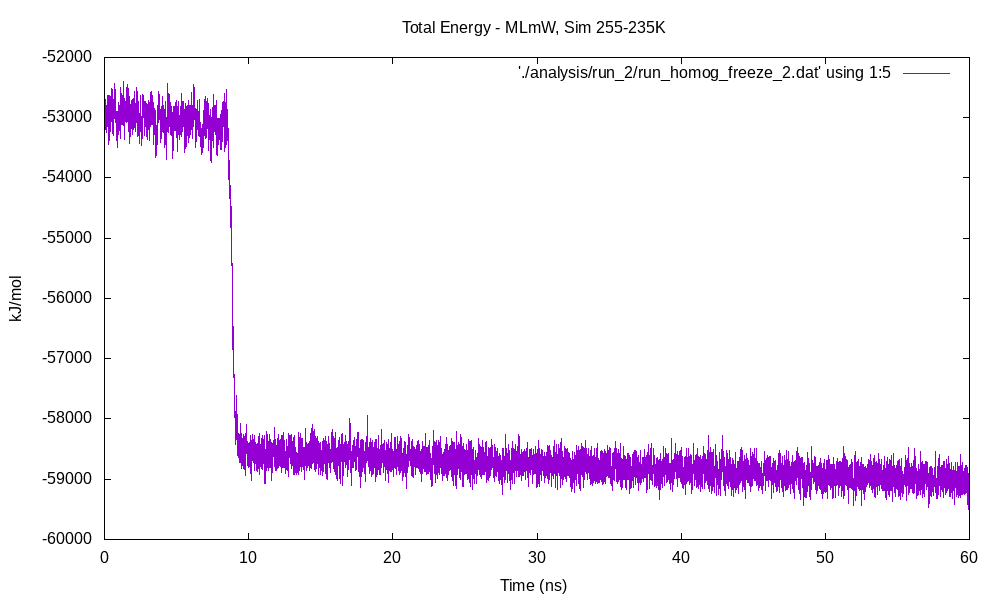 Total Energy - MLmW, Sim 255-235K
'./analysis/run_2/run_homog_freeze_2.dat' using 1:5
-52000
-53000
-54000
-55000
-56000
-57000
-58000
-59000
-60000
kJ/mol
0 10 20 30 40 50 60
Time (ns)